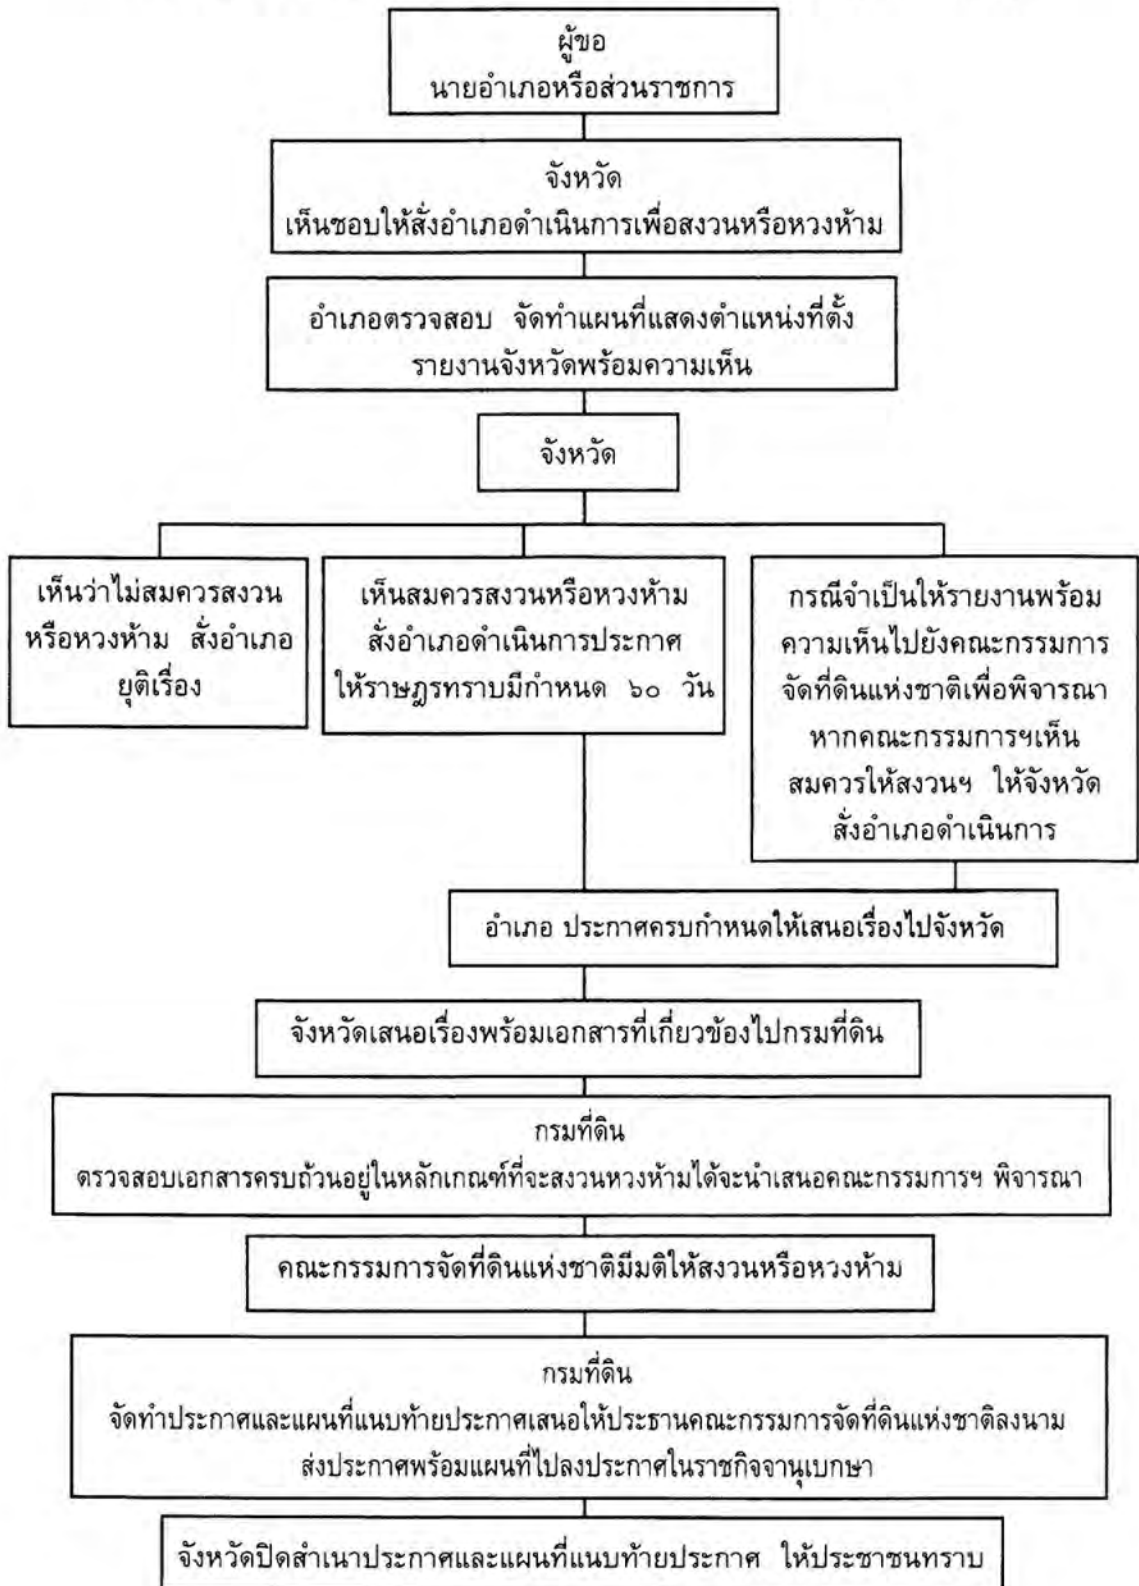 ผู้ขอ
นายอำเภอหรือส่วนราชการ
จังหวัด
เห็นชอบให้สั่งอำเภอดำเนินการเพื่อสงวนหรือหวงห้าม
อำเภอตรวจสอบ จัดทำแผนที่แสดงตำแหน่งที่ตั้ง
รายงานจังหวัดพร้อมความเห็น
จังหวัด
เห็นว่าไม่สมควรสงวน
หรือหวงห้าม สั่งอำเภอ
ยุติเรื่อง
เห็นสมควรสงวนหรือหวงห้าม
สั่งอำเภอดำเนินการประกาศ
ให้ราษฎรทราบมีกำหนด ๖๐ วัน
กรณีจำเป็นให้รายงานพร้อม
ความเห็นไปยังคณะกรรมการ
จัดที่ดินแห่งชาติเพื่อพิจารณา
หากคณะกรรมการฯเห็น
สมควรให้สงวนฯ ให้จังหวัด
สั่งอำเภอดำเนินการ
อำเภอ ประกาศครบกำหนดให้เสนอเรื่องไปจังหวัด
จังหวัดเสนอเรื่องพร้อมเอกสารที่เกี่ยวข้องไปกรมที่ดิน
กรมที่ดิน
ตรวจสอบเอกสารครบถ้วนอยู่ในหลักเกณฑ์ที่จะสงวนหวงห้ามได้จะนำเสนอคณะกรรมการฯ พิจารณา
คณะกรรมการจัดที่ดินแห่งชาติมีมติให้สงวนหรือหวงห้าม
กรมที่ดิน
จัดทำประกาศและแผนที่แนบท้ายประกาศเสนอให้ประธานคณะกรรมการจัดที่ดินแห่งชาติลงนาม
ส่งประกาศพร้อมแผนที่ไปลงประกาศในราชกิจจานุเบกษา
จังหวัดปิดสำเนาประกาศและแผนที่แนบท้ายประกาศ ให้ประชาชนทราบ